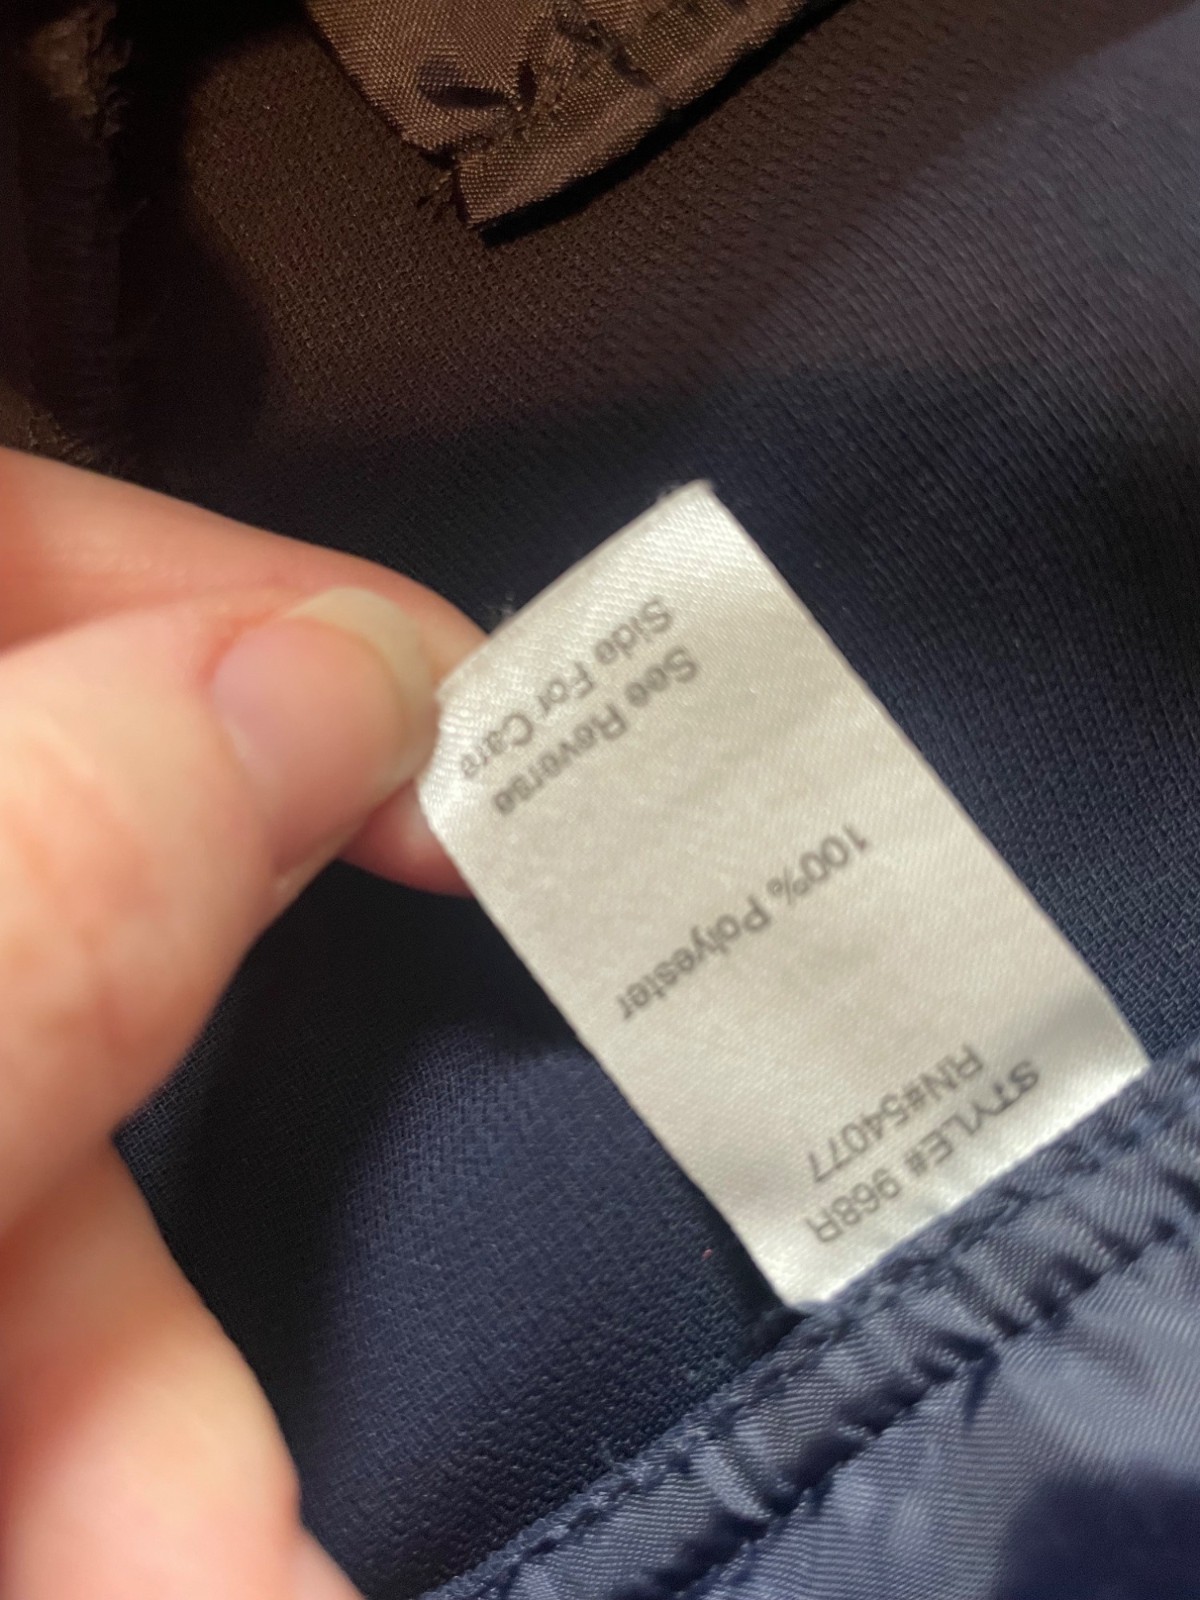 STYLE# 968R
RN#54077
100% Polyester
See Reverse
Side For Care